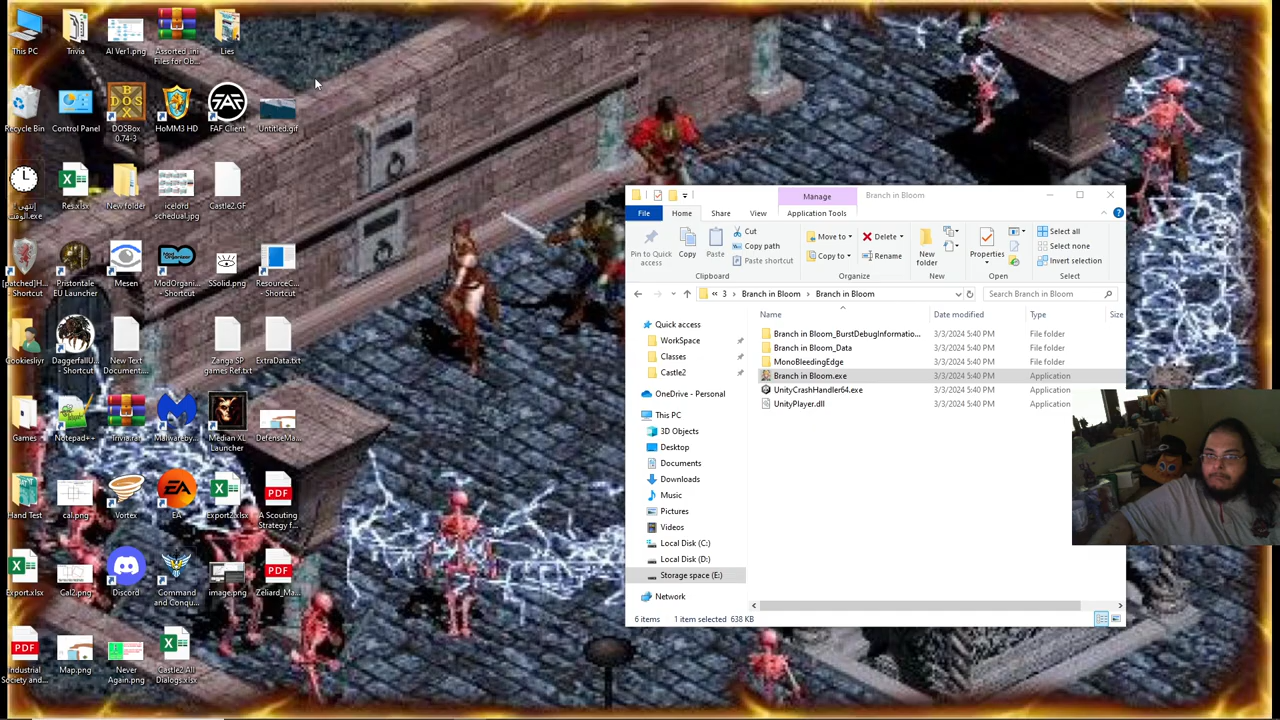 This PC
Trivia
AI Ver1.png
Assorted .ini
Files for Ob...
Lies
Recycle Bin
Control Panel
DOSBox
0.74-3
HoMM3 HD
FAF Client
Untitled.gif
إنتهى !
الوقت.exe
Res.xlsx
New folder
icelord
schedual.jpg
Castle2.GF
[patched]H...
- Shortcut
Pristontale
EU Launcher
Mesen
ModOrgani...
- Shortcut
SSolid.png
ResourceC...
- Shortcut
Cookiesliyr
DaggerfallU...
- Shortcut
New Text
Document....
Zanga SP
games Ref.txt
ExtraData.txt
Games
Notepad++
Trivia.rar
Malwareby...
Median XL
Launcher
DefenseMa...
Hand Test
cal.png
Vortex
EA
Export2.xlsx
A Scouting
Strategy f...
Export.xlsx
Cal2.png
Discord
Command
and Conqu...
image.png
Zeliard_Ma...
Industrial
Society and...
Map.png
Never
Again.png
Castle2 All
Dialogs.xlsx
Manage
Branch in Bloom
File
Home
Share
View
Application Tools
Pin to Quick
access
Copy
Paste
Cut
Copy path
Paste shortcut
Clipboard
Move to
Copy to
Delete
Rename
Organize
New
folder
New
Properties
Open
Select all
Select none
Invert selection
Select
« 3 > Branch in Bloom > Branch in Bloom
Search Branch in Bloom
Name
Date modified
Type
Size
Branch in Bloom_BurstDebugInformatio...
3/3/2024 5:40 PM
File folder
Branch in Bloom_Data
3/3/2024 5:40 PM
File folder
MonoBleedingEdge
3/3/2024 5:40 PM
File folder
Branch in Bloom.exe
3/3/2024 5:40 PM
Application
UnityCrashHandler64.exe
3/3/2024 5:40 PM
Application
UnityPlayer.dll
3/3/2024 5:40 PM
Application
Quick access
WorkSpace
Classes
Castle2
OneDrive - Personal
This PC
3D Objects
Desktop
Documents
Downloads
Music
Pictures
Videos
Local Disk (C:)
Local Disk (D:)
Storage space (E:)
Network
6 items
1 item selected 638 KB